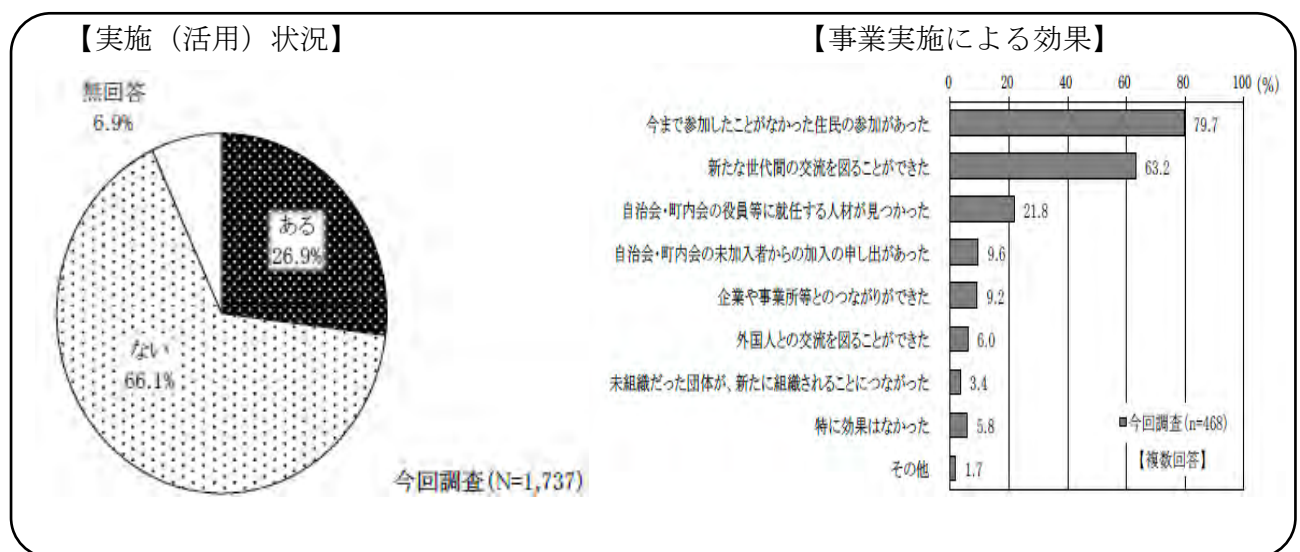 【実施（活用）状況】
無回答
6.9%
ある
26.9%
ない
66.1%
今回調査(N=1,737)
【事業実施による効果】
0 20 40 60 80 100 (%)
今まで参加したことがなかった住民の参加があった 79.7
新たな世代間の交流を図ることができた 63.2
自治会・町内会の役員等に就任する人材が見つかった 21.8
自治会・町内会の未加入者からの加入の申し出があった 9.6
企業や事業所等とのつながりができた 9.2
外国人との交流を図ることができた 6.0
未組織だった団体が、新たに組織されることにつながった 3.4
特に効果はなかった 5.8
その他 1.7
今回調査(n=468)
【複数回答】